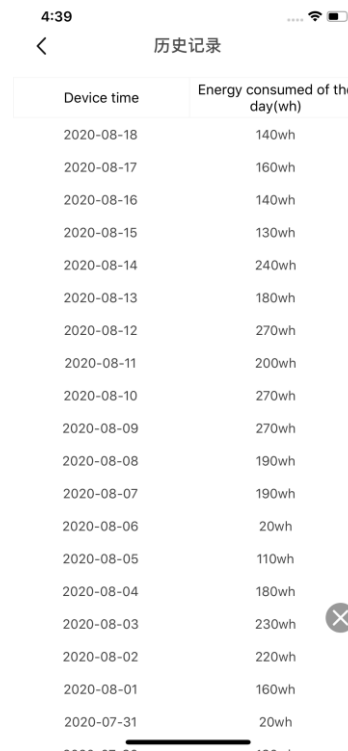 4:39
历史记录
Device time
Energy consumed of the
day(wh)
2020-08-18 140wh
2020-08-17 160wh
2020-08-16 140wh
2020-08-15 130wh
2020-08-14 240wh
2020-08-13 180wh
2020-08-12 270wh
2020-08-11 200wh
2020-08-10 270wh
2020-08-09 270wh
2020-08-08 190wh
2020-08-07 190wh
2020-08-06 20wh
2020-08-05 110wh
2020-08-04 180wh
2020-08-03 230wh
2020-08-02 220wh
2020-08-01 160wh
2020-07-31 20wh